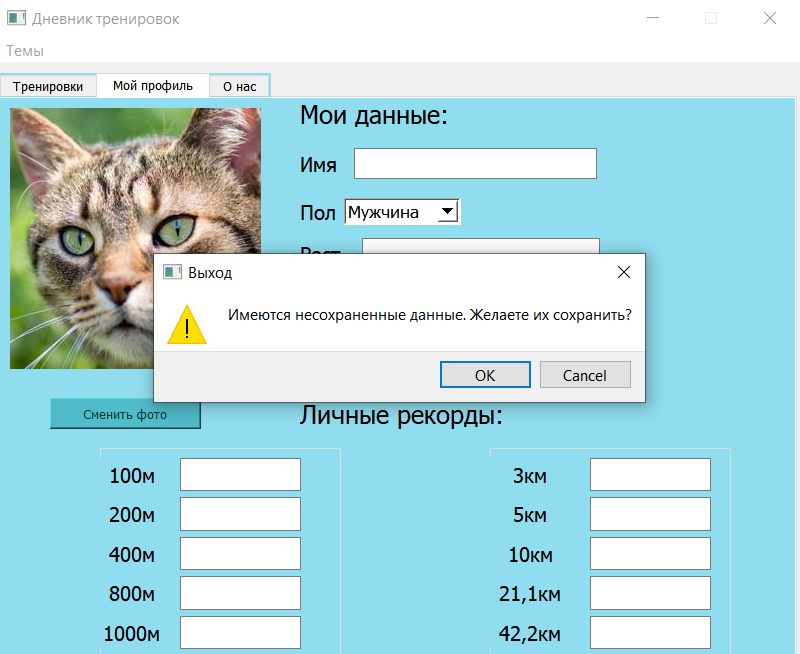 Дневник тренировок
Темы
Тренировки
Мой профиль
О нас
Мои данные:
Имя
Пол
Мужчина
Выход
Имеются несохраненные данные. Желаете их сохранить?
OK
Cancel
Сменить фото
Личные рекорды:
100м
200м
400м
800м
1000м
3км
5км
10км
21,1км
42,2км